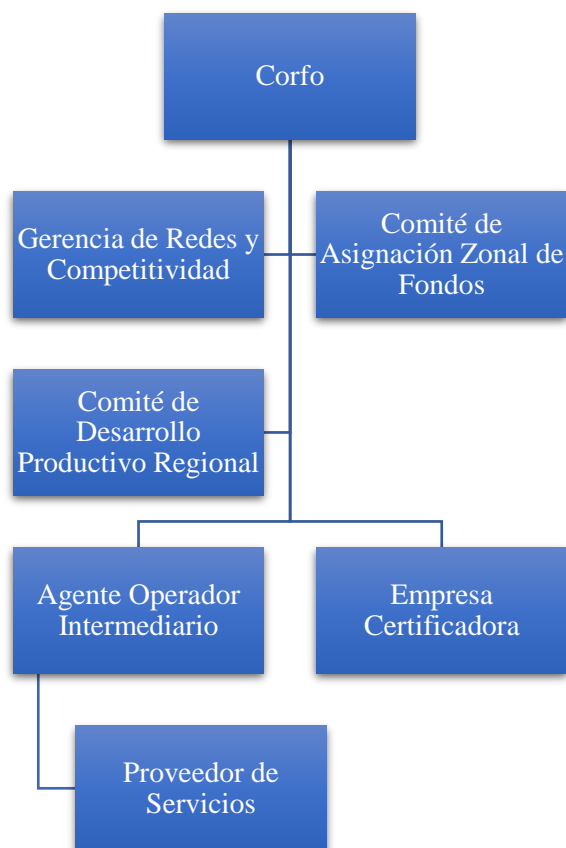 Corfo
Gerencia de Redes y
Competitividad
Comité de
Asignación Zonal de
Fondos
Comité de
Desarrollo
Productivo Regional
Agente Operador
Intermediario
Empresa
Certificadora
Proveedor de
Servicios